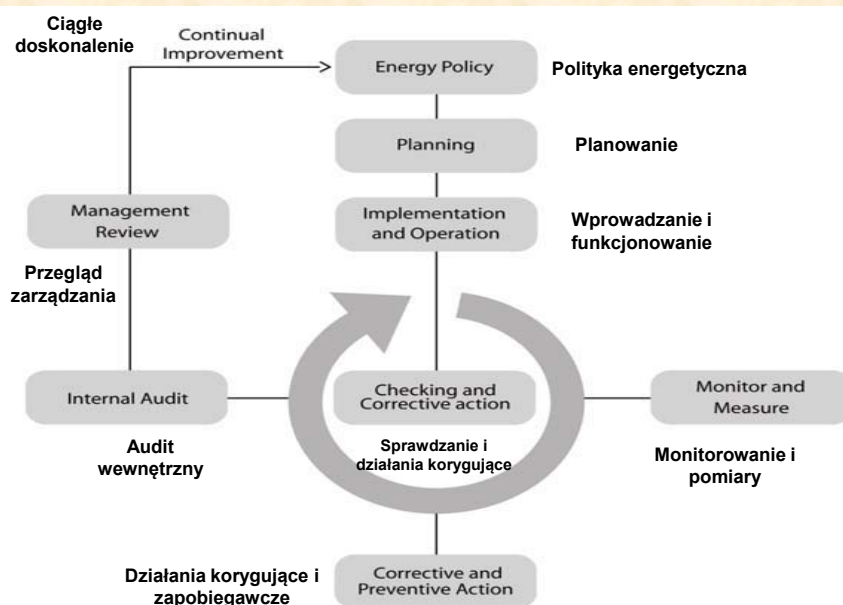 Ciągłe
doskonalenie
Continual
Improvement
Energy Policy
Polityka energetyczna
Planning
Planowanie
Management
Review
Implementation
and Operation
Wprowadzanie i
funkcjonowanie
Przegląd
zarządzania
Internal Audit
Checking and
Corrective action
Monitor and
Measure
Audit
wewnętrzny
Sprawdzanie i
działania korygujące
Monitorowanie i
pomiary
Działania korygujące i
zapobiegawcze
Corrective and
Preventive Action